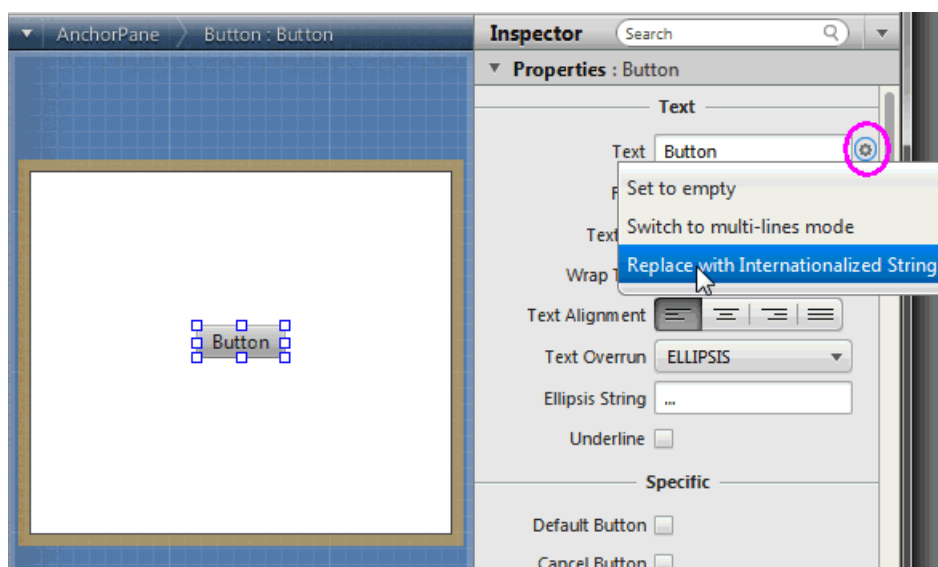 AnchorPane Button : Button
Inspector Search
Properties : Button
Text
Text Button
Set to empty
Text Switch to multi-lines mode
Wrap Replace with Internationalized String
Text Alignment
Text Overrun ELLIPSIS
Ellipsis String ...
Underline
Button
Specific
Default Button
Cancel Button